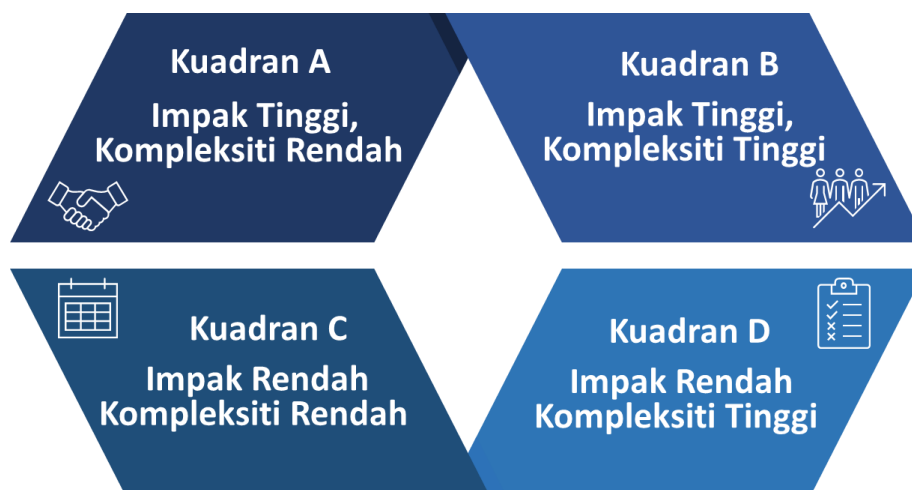 Kuadran A
Impak Tinggi,
Kompleksiti Rendah
Kuadran B
Impak Tinggi,
Kompleksiti Tinggi
Kuadran C
Impak Rendah
Kompleksiti Rendah
Kuadran D
Impak Rendah
Kompleksiti Tinggi